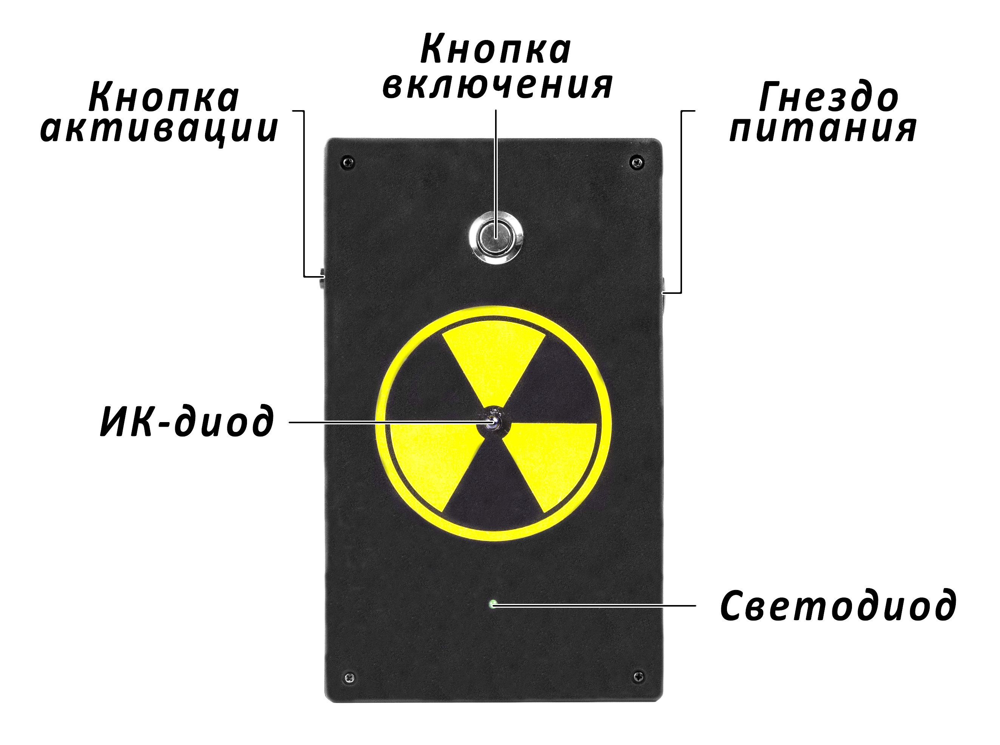 Кнопка
включения
Кнопка
активации
Гнездо
питания
ИК-диод
Светодиод